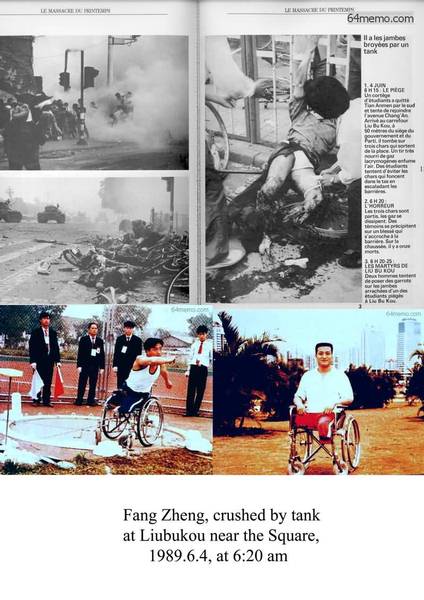 LE MASSACRE DU PRINTEMPS
LE MASSACRE DU PRINTEMPS
64memo.com
Il a les jambes
broyées par un
tank
1. 4 JUIN
6 H 15 : LE PIÈGE
Un cortège
d'étudiants a quitté
Tian Anmen par le sud
et tente de rejoindre
l'avenue Chang'An.
Arrivé au carrefour
Liu Bu Kou, à
50 mètres du siège du
gouvernement et du
Parti, il tombe sur
trois chars qui sortent
de la place. Un tir très
nourri de gaz
lacrymogènes enfume
l'air. Des étudiants
tentent d'éviter les
chars qui foncent
dans le tas en
escaladant les
barrières.
2. 6 H 20 :
L'HORREUR
Les trois chars sont
partis, les gaz se
dissipent. Des
témoins se précipitent
sur un blessé qui
s'accroche à la
barrière. Sur la
chaussée, il y a onze
morts.
3. 6 H 20-25 :
LES MARTYRS DE
LIU BU KOU
Deux hommes tentent
de poser des garrots
sur les jambes
arrachées d'un des
étudiants piégés
à Liu Bu Kou.
3
64memo.com
64memo.com
Fang Zheng, crushed by tank
at Liubukou near the Square,
1989.6.4, at 6:20 am